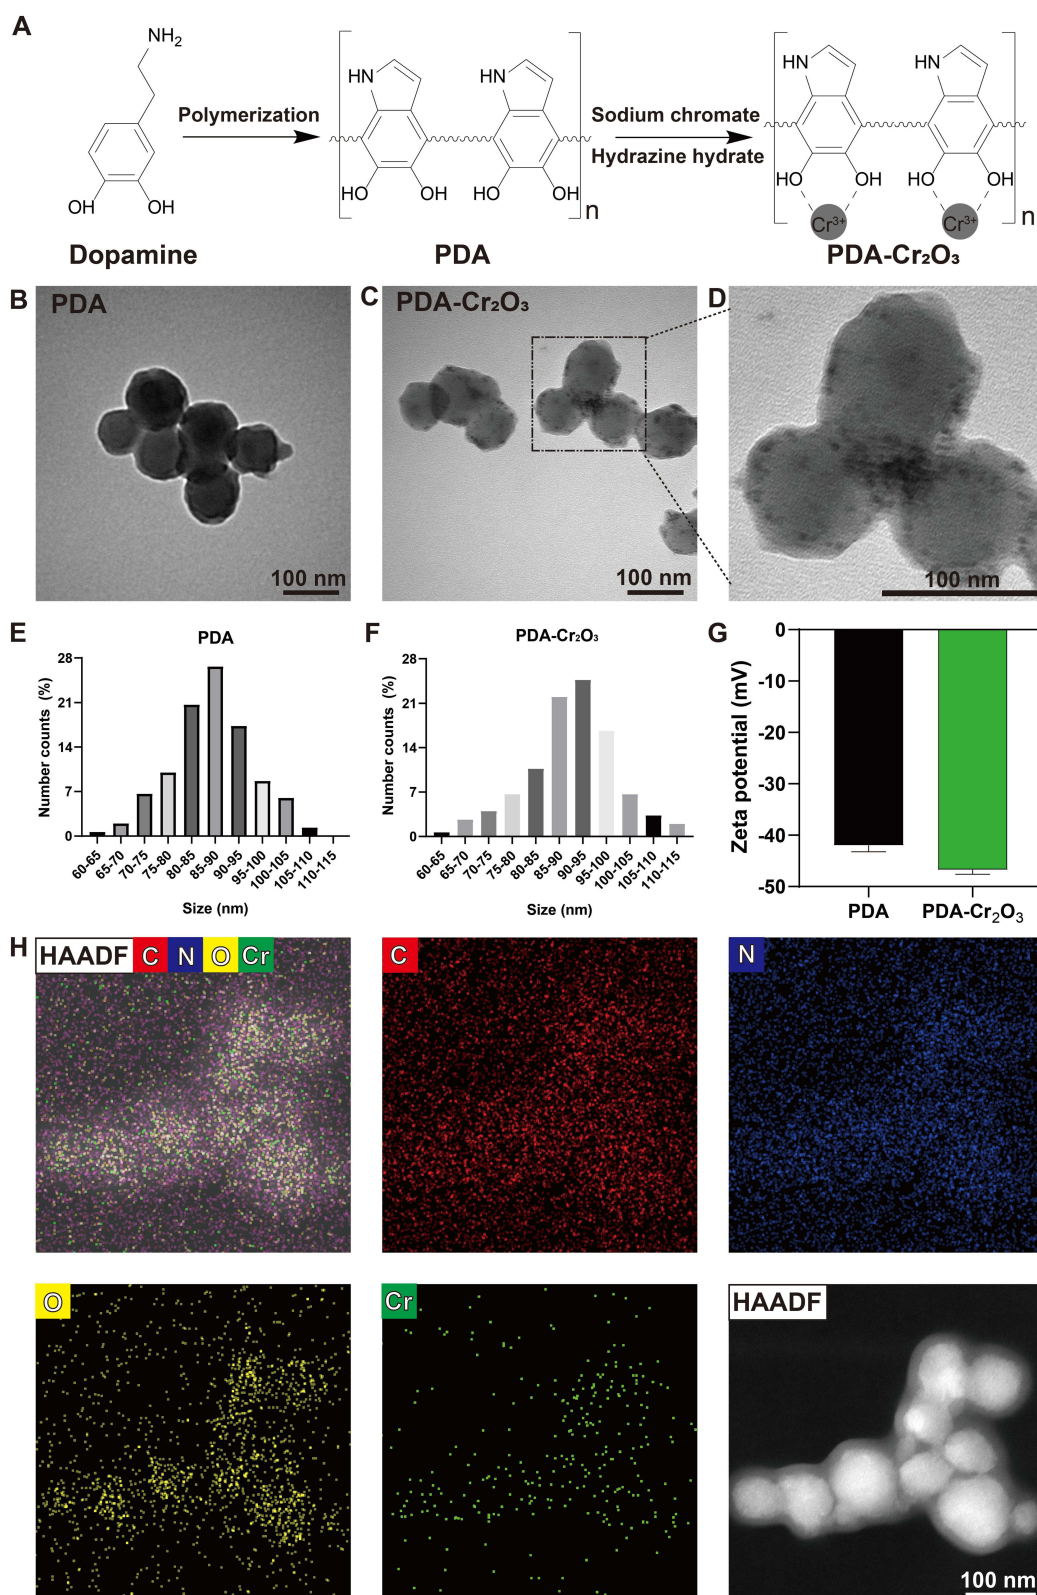 A
NH₂
OH
OH
Dopamine
Polymerization
HN
HN
HO
OH
HO
OH
n
PDA
Sodium chromate
Hydrazine hydrate
HN
HN
HO
OH
HO
OH
Cr³⁺
Cr³⁺
n
PDA-Cr₂O₃
B
PDA
100 nm
C
PDA-Cr₂O₃
100 nm
D
100 nm
E
PDA
Number counts (%)
28
21
14
7
0
60-65
65-70
70-75
75-80
80-85
85-90
90-95
95-100
100-105
105-110
110-115
Size (nm)
F
PDA-Cr₂O₃
Number counts (%)
28
21
14
7
0
60-65
65-70
70-75
75-80
80-85
85-90
90-95
95-100
100-105
105-110
110-115
Size (nm)
G
Zeta potential (mV)
0
-10
-20
-30
-40
-50
PDA
PDA-Cr₂O₃
H
HAADF C N O Cr
C
N
O
Cr
HAADF
100 nm